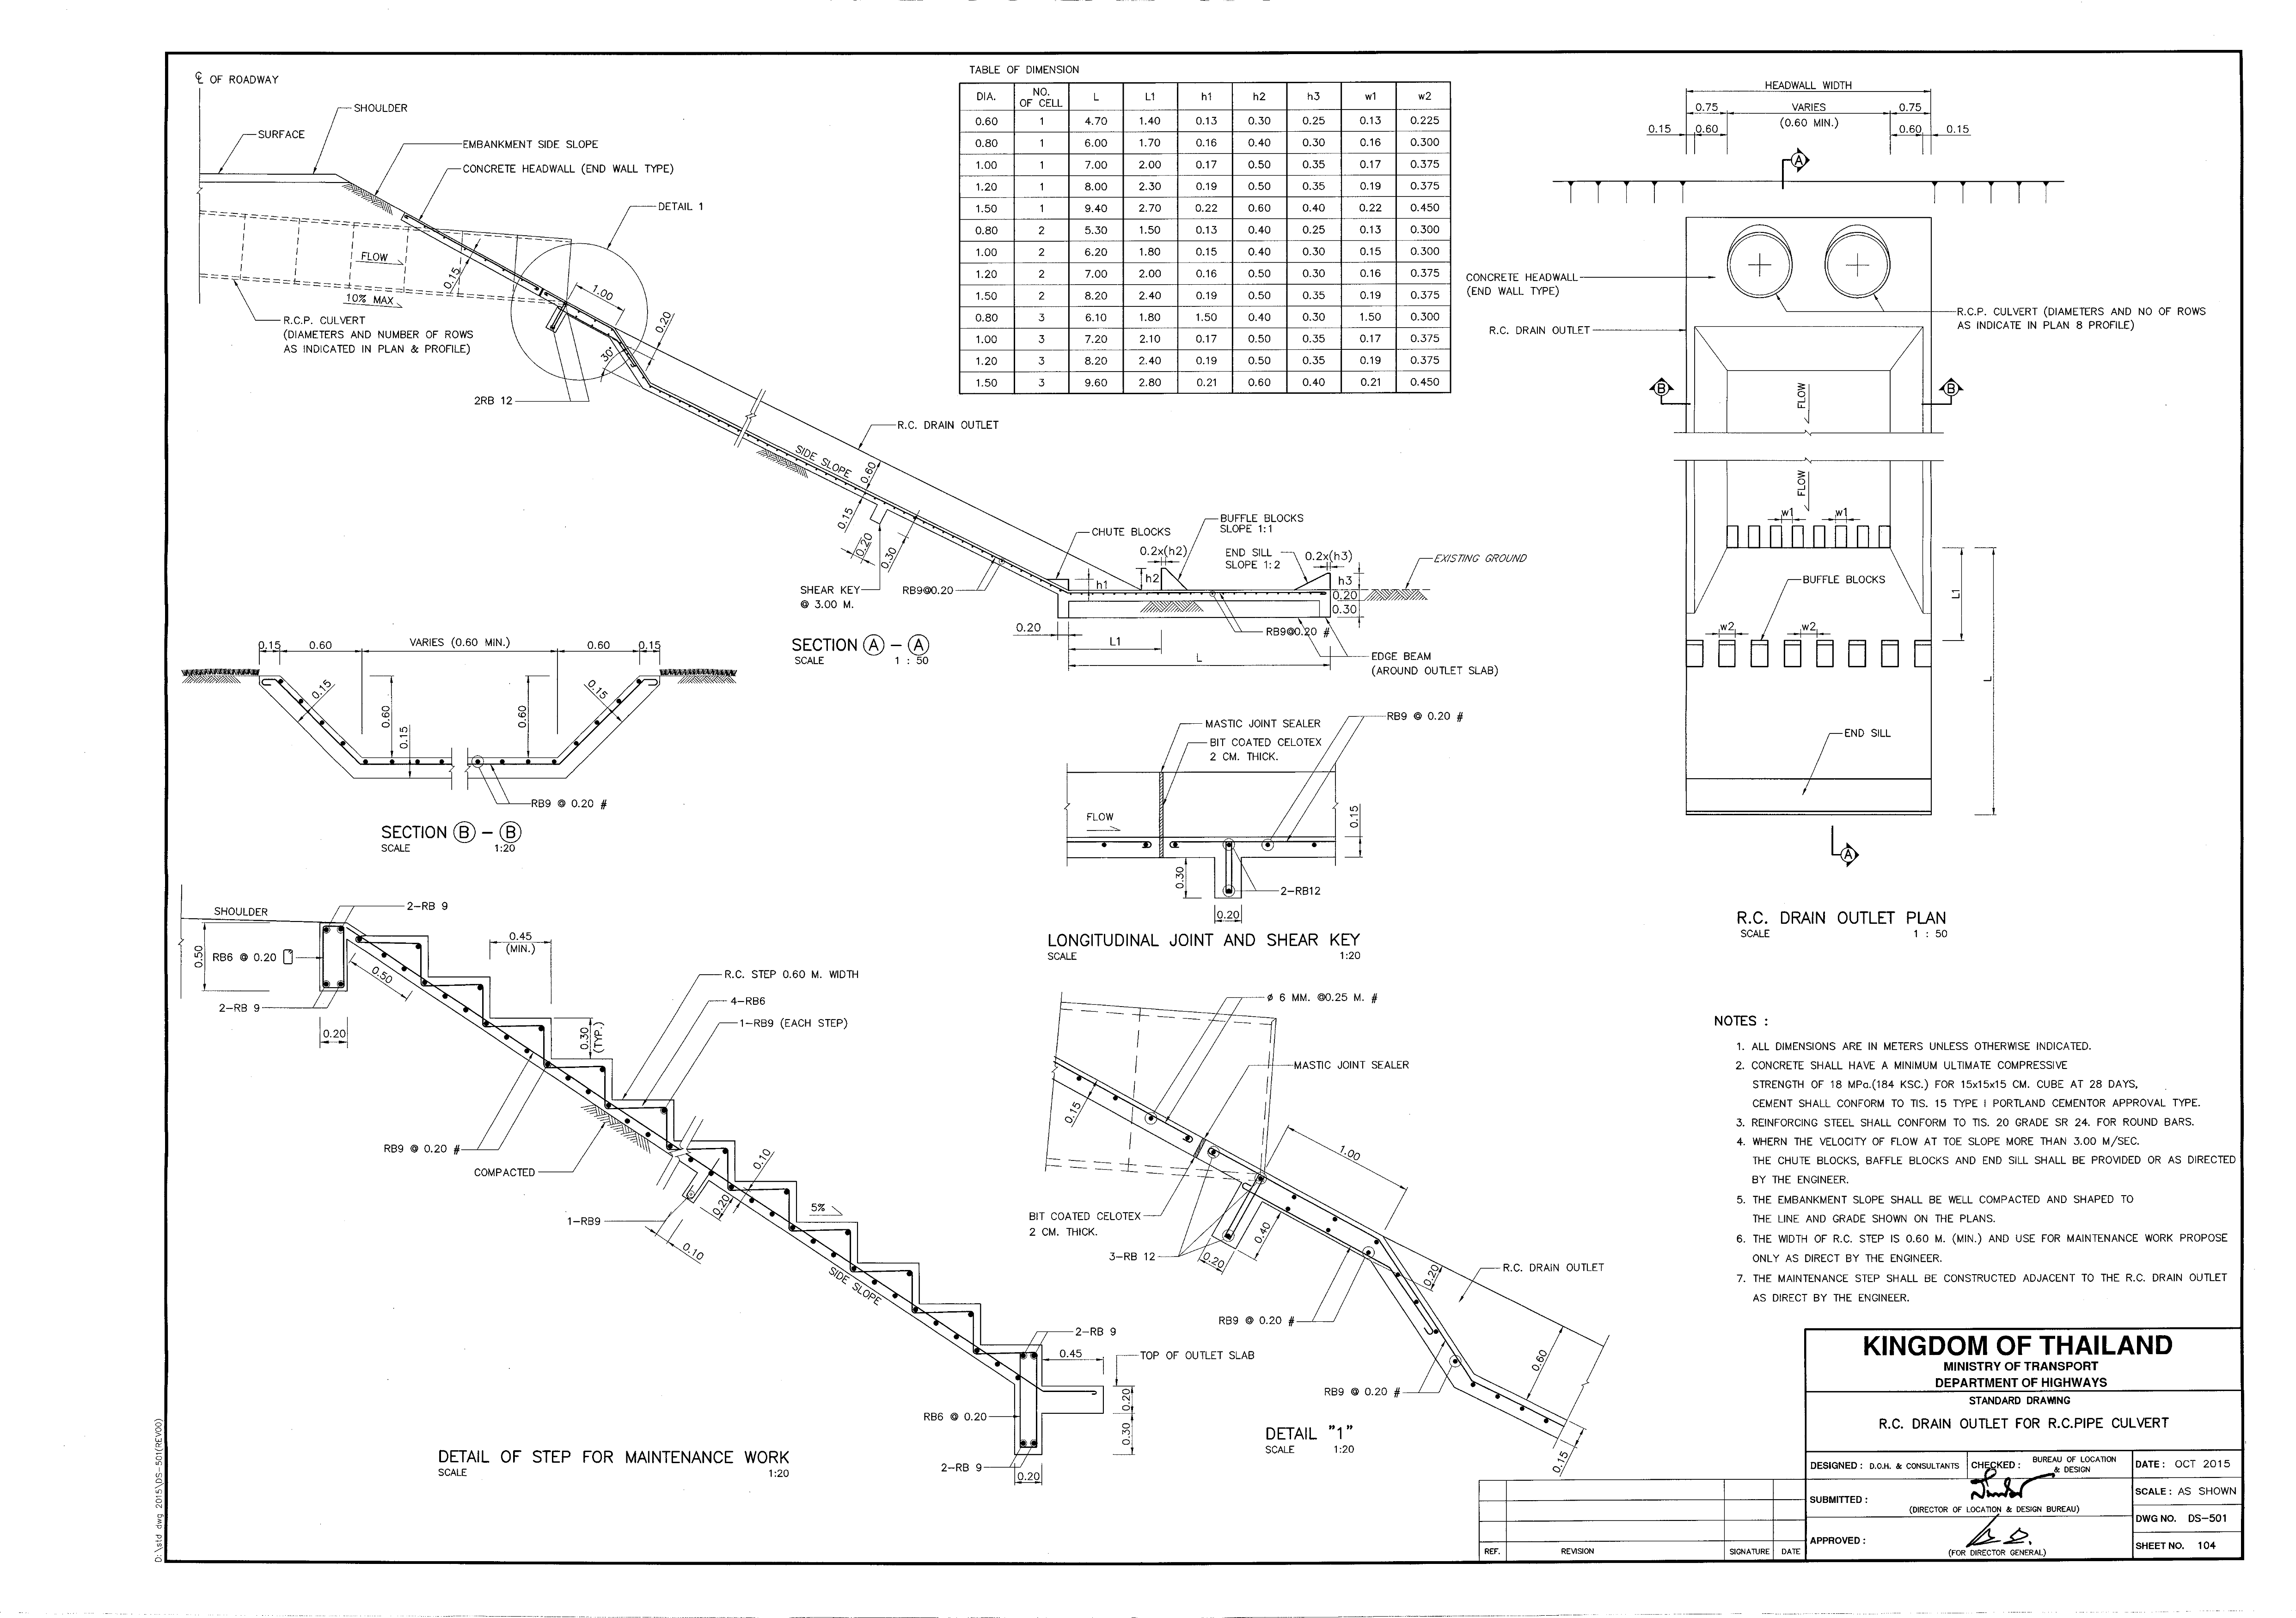 ℄ OF ROADWAY
SHOULDER
SURFACE
EMBANKMENT SIDE SLOPE
CONCRETE HEADWALL (END WALL TYPE)
DETAIL 1
FLOW
10% MAX
0.15
1.00
0.20
30°
R.C.P. CULVERT
(DIAMETERS AND NUMBER OF ROWS
AS INDICATED IN PLAN & PROFILE)
2RB 12
R.C. DRAIN OUTLET
SIDE SLOPE
0.60
0.15
0.20
0.30
SHEAR KEY
@ 3.00 M.
RB9@0.20
CHUTE BLOCKS
BUFFLE BLOCKS
SLOPE 1:1
0.2x(h2)
END SILL
SLOPE 1:2
0.2x(h3)
EXISTING GROUND
h1
h2
h3
0.20
0.30
0.20
L1
L
RB9@0.20 #
EDGE BEAM
(AROUND OUTLET SLAB)
SECTION A – A
SCALE 1 : 50
TABLE OF DIMENSION
DIA. NO. OF CELL L L1 h1 h2 h3 w1 w2
0.60 1 4.70 1.40 0.13 0.30 0.25 0.13 0.225
0.80 1 6.00 1.70 0.16 0.40 0.30 0.16 0.300
1.00 1 7.00 2.00 0.17 0.50 0.35 0.17 0.375
1.20 1 8.00 2.30 0.19 0.50 0.35 0.19 0.375
1.50 1 9.40 2.70 0.22 0.60 0.40 0.22 0.450
0.80 2 5.30 1.50 0.13 0.40 0.25 0.13 0.300
1.00 2 6.20 1.80 0.15 0.40 0.30 0.15 0.300
1.20 2 7.00 2.00 0.16 0.50 0.30 0.16 0.375
1.50 2 8.20 2.40 0.19 0.50 0.35 0.19 0.375
0.80 3 6.10 1.80 1.50 0.40 0.30 1.50 0.300
1.00 3 7.20 2.10 0.17 0.50 0.35 0.17 0.375
1.20 3 8.20 2.40 0.19 0.50 0.35 0.19 0.375
1.50 3 9.60 2.80 0.21 0.60 0.40 0.21 0.450
HEADWALL WIDTH
0.75 VARIES 0.75
(0.60 MIN.)
0.15 0.60 0.60 0.15
A
CONCRETE HEADWALL
(END WALL TYPE)
R.C. DRAIN OUTLET
R.C.P. CULVERT (DIAMETERS AND NO OF ROWS
AS INDICATE IN PLAN 8 PROFILE)
B
B
FLOW
FLOW
w1 w1
BUFFLE BLOCKS
w2 w2
L1
L
END SILL
A
R.C. DRAIN OUTLET PLAN
SCALE 1 : 50
0.15 0.60 VARIES (0.60 MIN.) 0.60 0.15
0.15
0.60
0.15
0.60
0.15
RB9 @ 0.20 #
SECTION B – B
SCALE 1:20
MASTIC JOINT SEALER
BIT COATED CELOTEX
2 CM. THICK.
RB9 @ 0.20 #
FLOW
0.15
0.30
2–RB12
0.20
LONGITUDINAL JOINT AND SHEAR KEY
SCALE 1:20
SHOULDER
2–RB 9
0.50
RB6 @ 0.20
2–RB 9
0.20
0.50
0.45
(MIN.)
0.30
(TYP.)
R.C. STEP 0.60 M. WIDTH
4–RB6
1–RB9 (EACH STEP)
RB9 @ 0.20 #
COMPACTED
1–RB9
0.10
0.20
0.10
5%
SIDE SLOPE
2–RB 9
0.45
TOP OF OUTLET SLAB
0.20
0.30
RB6 @ 0.20
2–RB 9
0.20
DETAIL OF STEP FOR MAINTENANCE WORK
SCALE 1:20
ø 6 MM. @0.25 M. #
MASTIC JOINT SEALER
0.15
1.00
BIT COATED CELOTEX
2 CM. THICK.
3–RB 12
0.20
0.40
RB9 @ 0.20 #
0.20
R.C. DRAIN OUTLET
RB9 @ 0.20 #
0.60
0.15
DETAIL "1"
SCALE 1:20
NOTES :
1. ALL DIMENSIONS ARE IN METERS UNLESS OTHERWISE INDICATED.
2. CONCRETE SHALL HAVE A MINIMUM ULTIMATE COMPRESSIVE
STRENGTH OF 18 MPa.(184 KSC.) FOR 15x15x15 CM. CUBE AT 28 DAYS,
CEMENT SHALL CONFORM TO TIS. 15 TYPE I PORTLAND CEMENTOR APPROVAL TYPE.
3. REINFORCING STEEL SHALL CONFORM TO TIS. 20 GRADE SR 24. FOR ROUND BARS.
4. WHERN THE VELOCITY OF FLOW AT TOE SLOPE MORE THAN 3.00 M/SEC.
THE CHUTE BLOCKS, BAFFLE BLOCKS AND END SILL SHALL BE PROVIDED OR AS DIRECTED
BY THE ENGINEER.
5. THE EMBANKMENT SLOPE SHALL BE WELL COMPACTED AND SHAPED TO
THE LINE AND GRADE SHOWN ON THE PLANS.
6. THE WIDTH OF R.C. STEP IS 0.60 M. (MIN.) AND USE FOR MAINTENANCE WORK PROPOSE
ONLY AS DIRECT BY THE ENGINEER.
7. THE MAINTENANCE STEP SHALL BE CONSTRUCTED ADJACENT TO THE R.C. DRAIN OUTLET
AS DIRECT BY THE ENGINEER.
KINGDOM OF THAILAND
MINISTRY OF TRANSPORT
DEPARTMENT OF HIGHWAYS
STANDARD DRAWING
R.C. DRAIN OUTLET FOR R.C.PIPE CULVERT
DESIGNED : D.O.H. & CONSULTANTS
CHECKED : BUREAU OF LOCATION & DESIGN
DATE : OCT 2015
SUBMITTED :
(DIRECTOR OF LOCATION & DESIGN BUREAU)
SCALE : AS SHOWN
DWG NO. DS–501
APPROVED :
(FOR DIRECTOR GENERAL)
SHEET NO. 104
REF. REVISION SIGNATURE DATE
D:\std dwg 2015\DS-501(REV00)